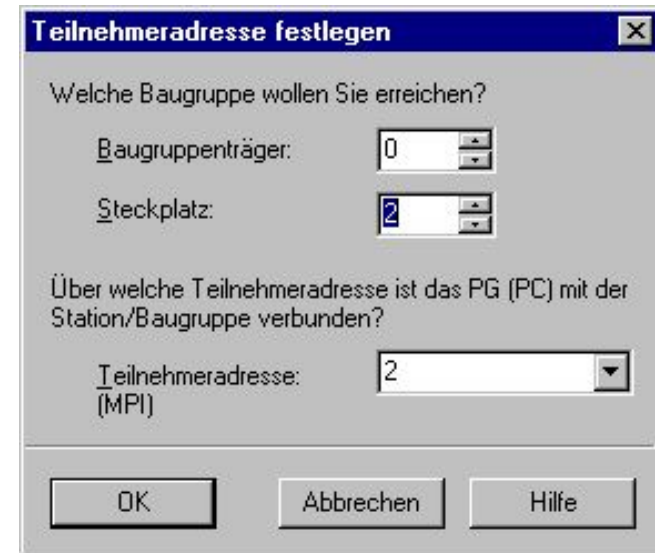 Teilnehmeradresse festlegen
Welche Baugruppe wollen Sie erreichen?
Baugruppenträger: 0
Steckplatz: 2
Über welche Teilnehmeradresse ist das PG (PC) mit der
Station/Baugruppe verbunden?
Teilnehmeradresse: 2
(MPI)
OK Abbrechen Hilfe